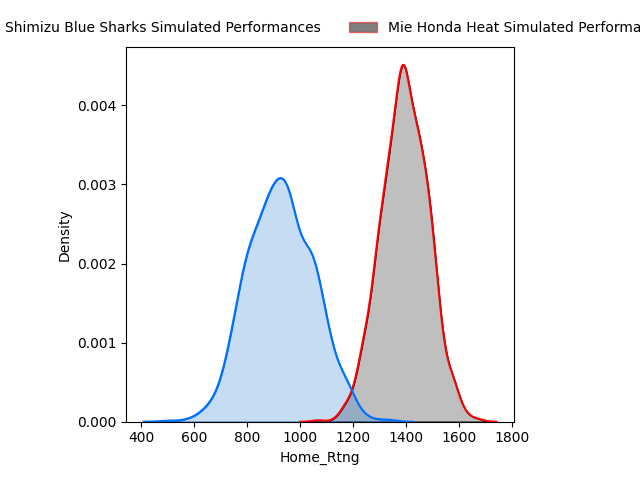 Shimizu Blue Sharks Simulated Performances
Mie Honda Heat Simulated Performa
0.004
0.003
0.002
0.001
0.000
Density
400 600 800 1000 1200 1400 1600 1800
Home_Rtng